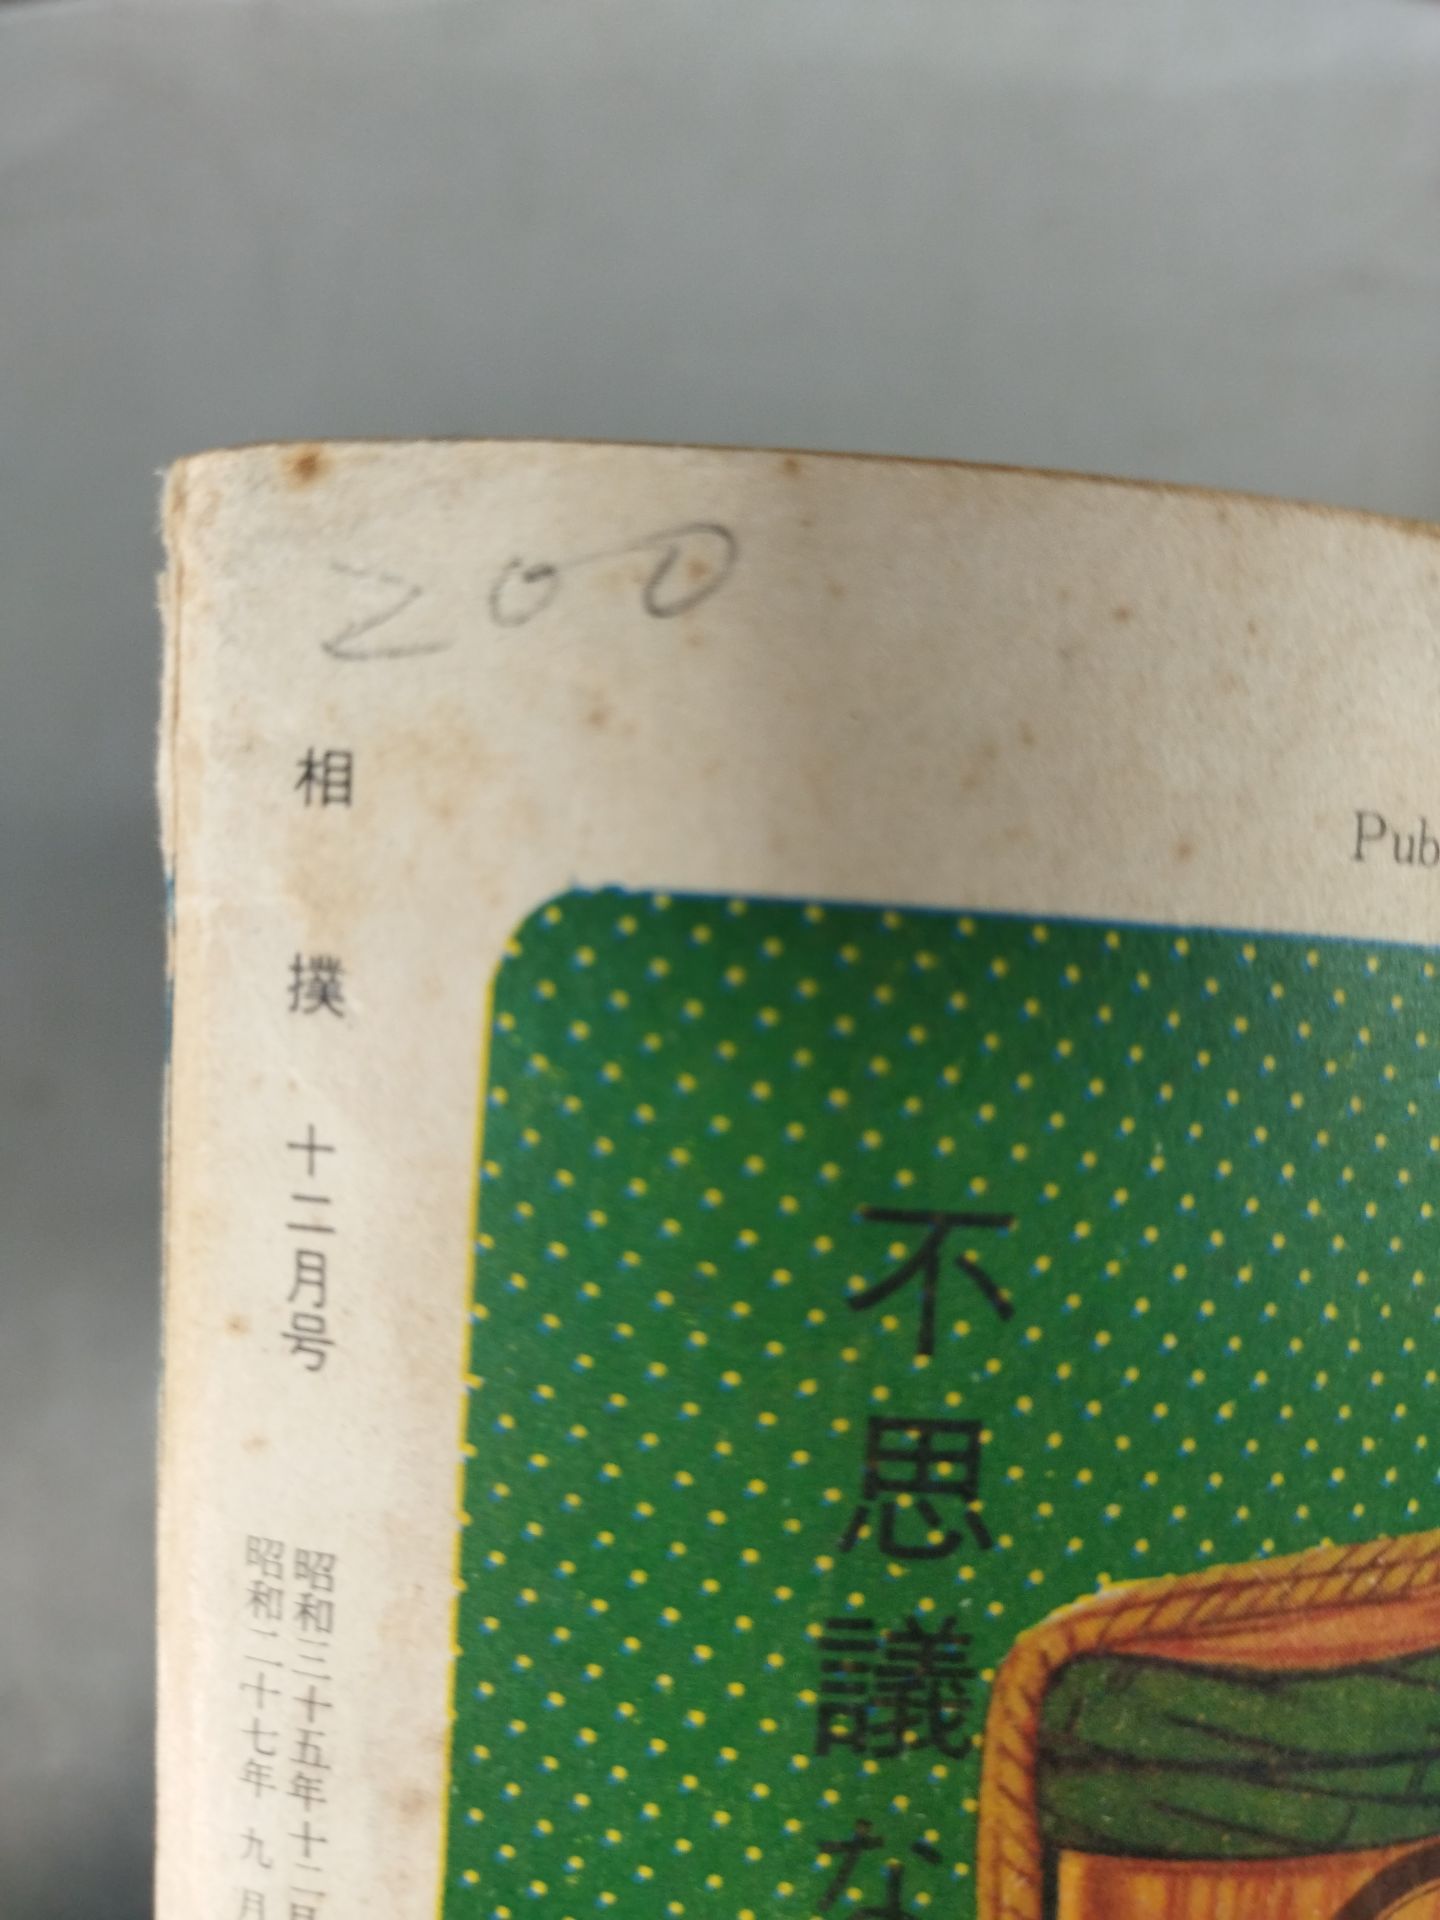 200
Pub
相撲 十二月号
昭和三十五年十二月
昭和二十七年 九月
不思議な